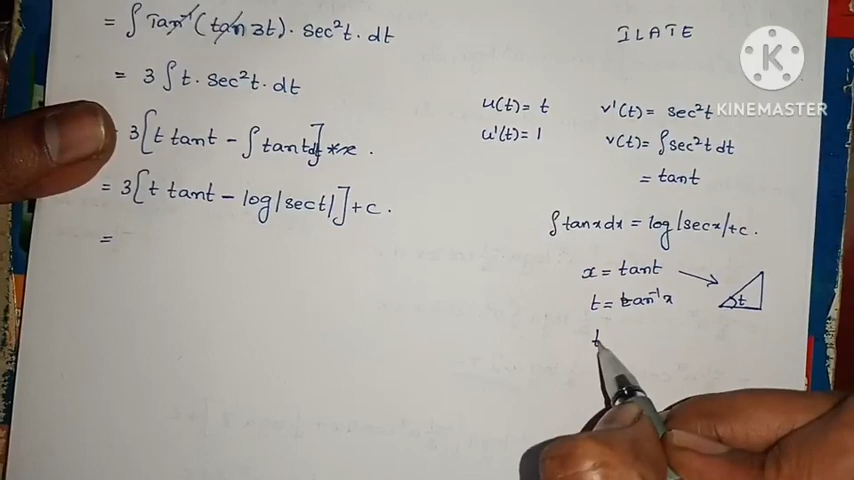 = ∫ Tan⁻¹(tan 3t). sec²t. dt
= 3 ∫ t. sec²t. dt
3[t tant - ∫ tant dt] .
= 3[t tant - log|sect|] + c .
=
ILATE
KINEMASTER
u(t) = t v'(t) = sec²t
u'(t) = 1 v(t) = ∫ sec²t dt
= tant
∫ tanx dx = log|secx| + c.
x = tant → t
t = tan⁻¹x
t